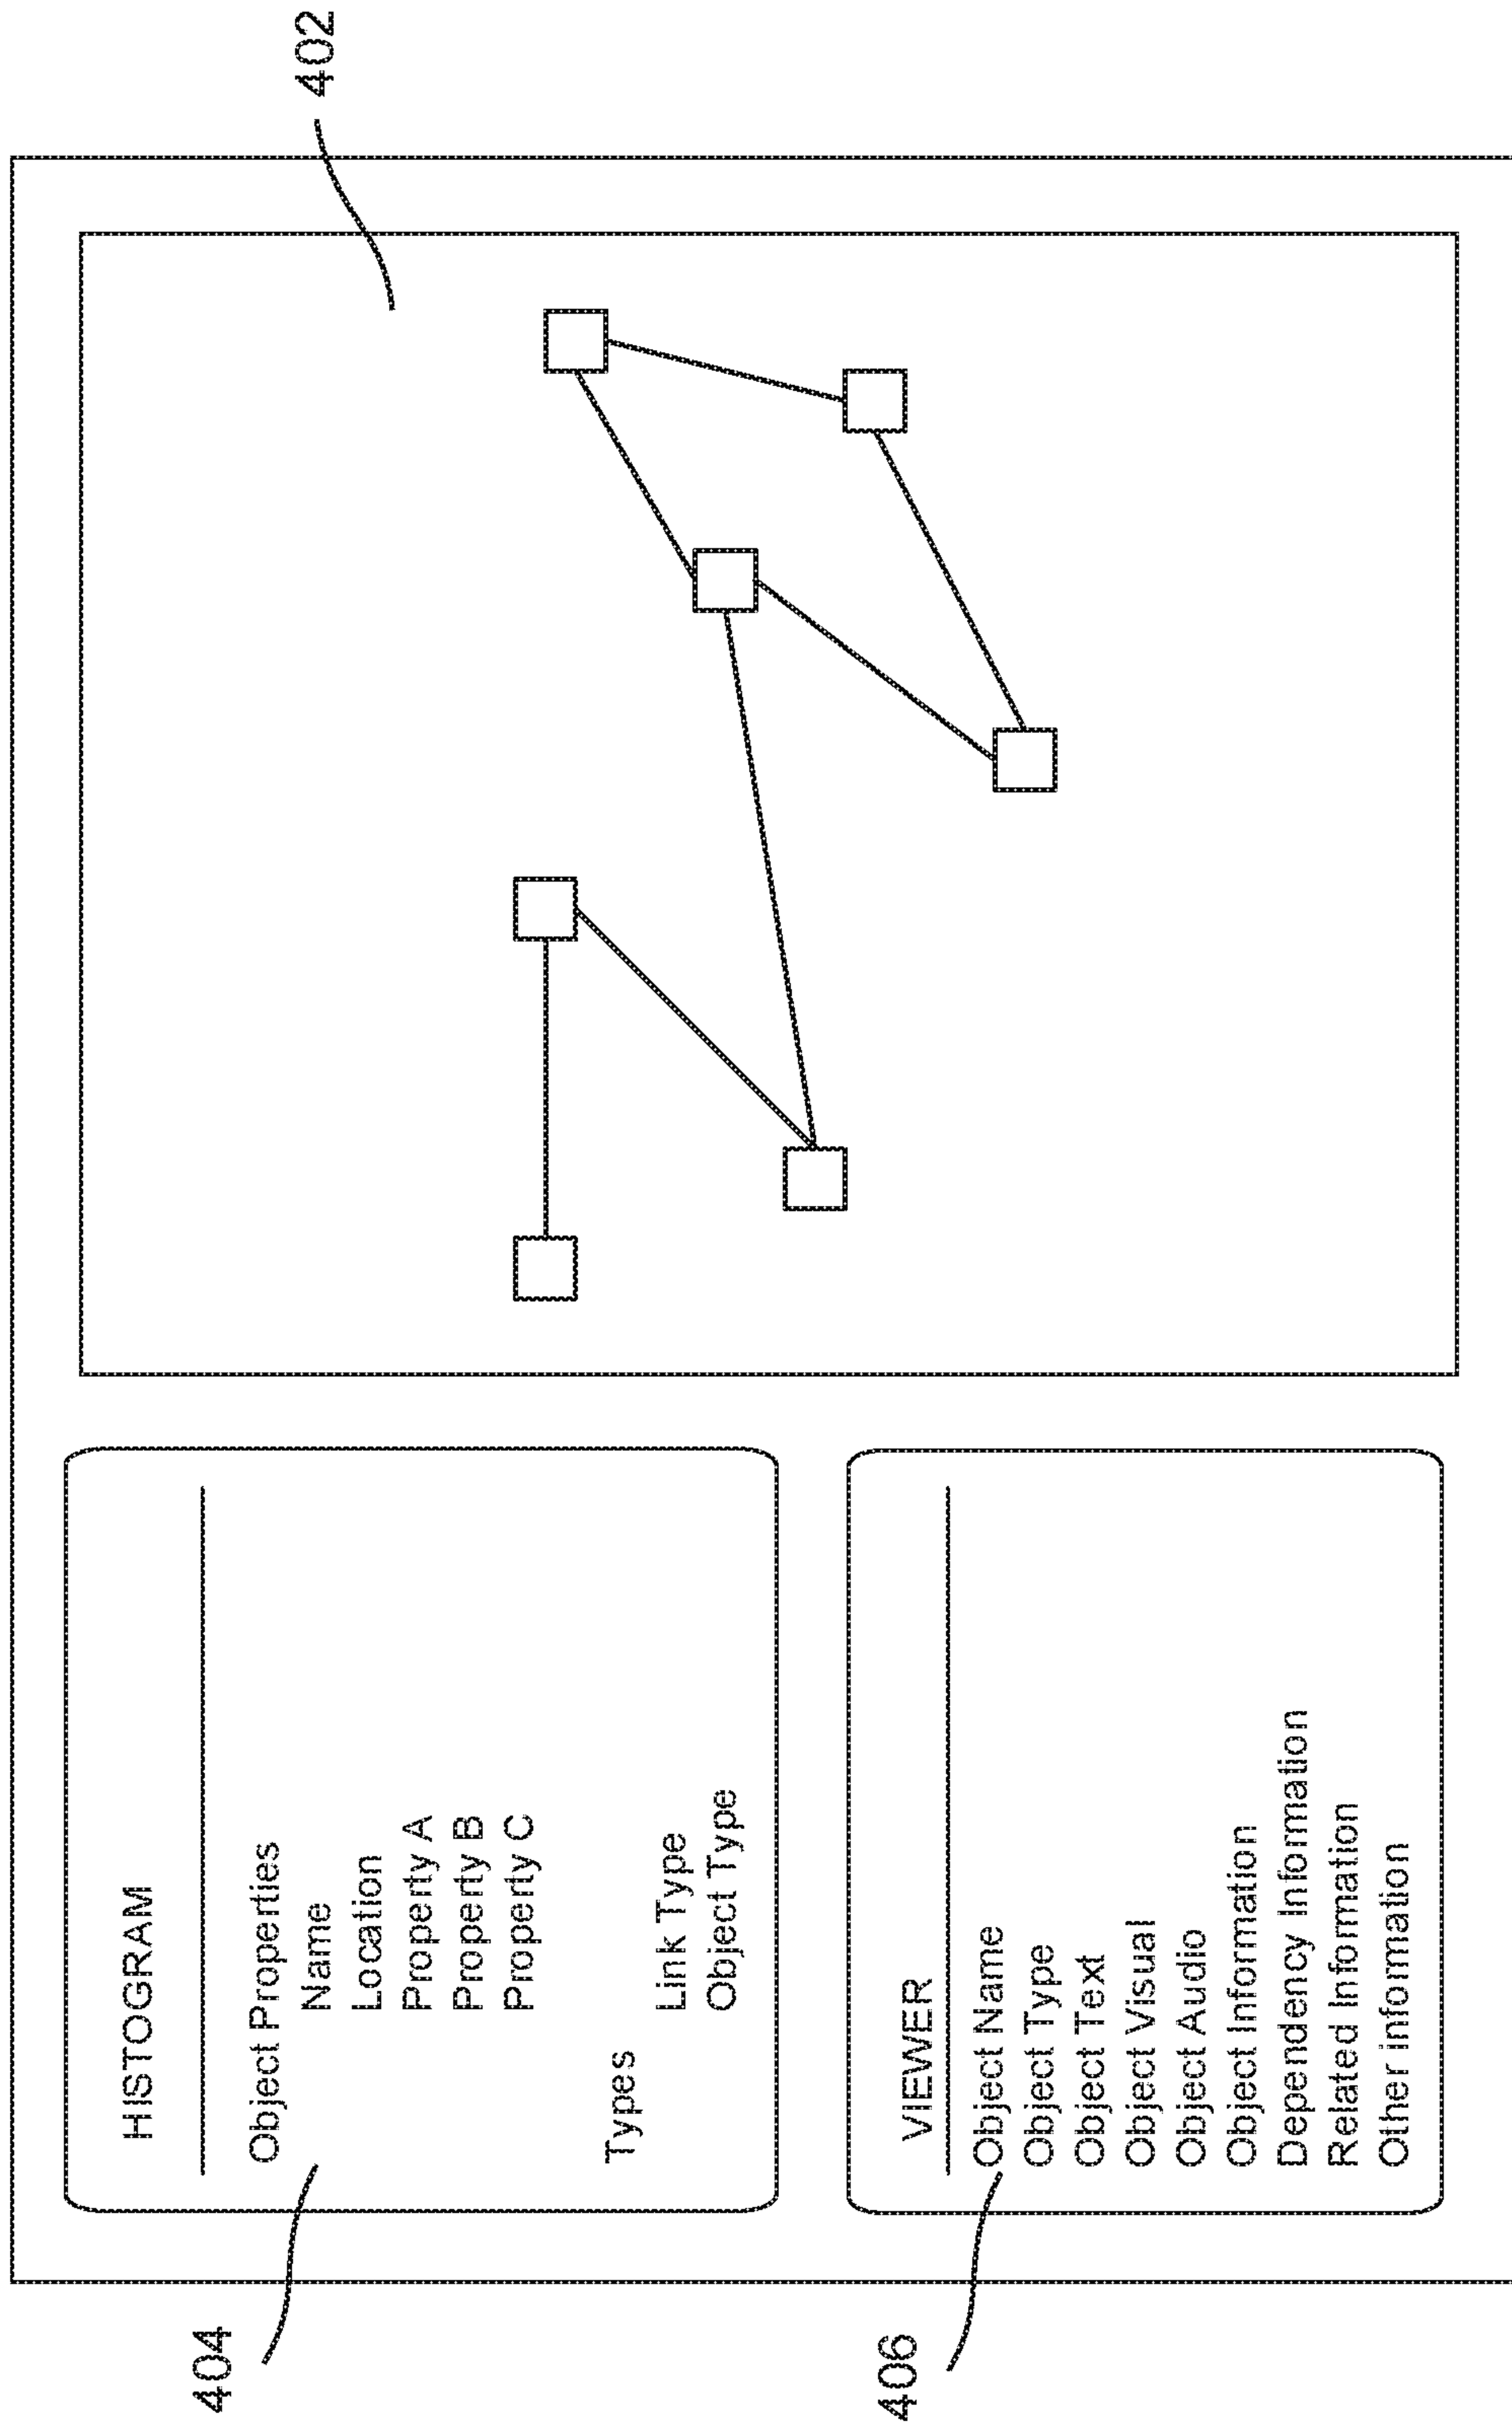 402
404
HISTOGRAM
Object Properties
Name
Location
Property A
Property B
Property C
Types
Link Type
Object Type
406
VIEWER
Object Name
Object Type
Object Text
Object Visual
Object Audio
Object Information
Dependency Information
Related Information
Other information